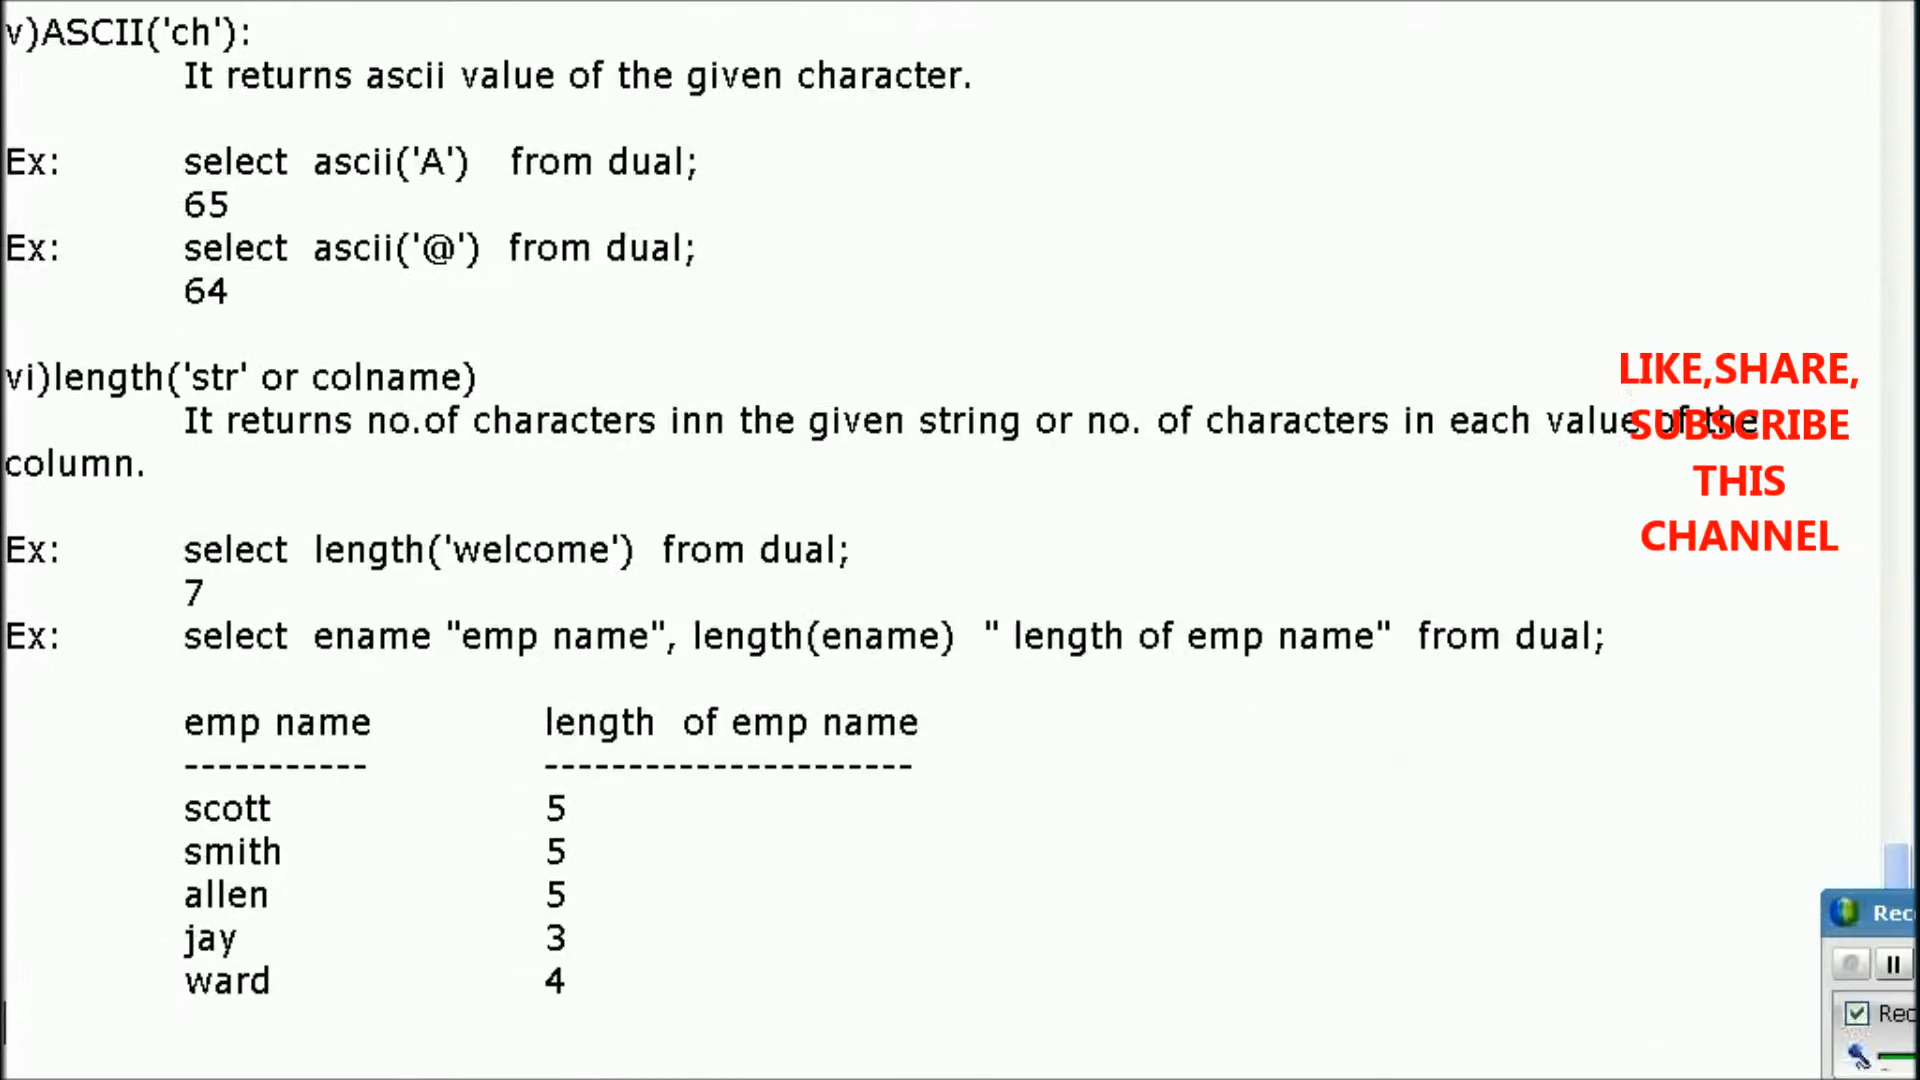 v)ASCII('ch'):
It returns ascii value of the given character.
Ex: select ascii('A') from dual;
65
Ex: select ascii('@') from dual;
64
vi)length('str' or colname)
It returns no.of characters inn the given string or no. of characters in each value of the
column.
Ex: select length('welcome') from dual;
7
Ex: select ename "emp name", length(ename) " length of emp name" from dual;
emp name length of emp name
----------- ----------------------
scott 5
smith 5
allen 5
jay 3
ward 4
LIKE,SHARE,
SUBSCRIBE
THIS
CHANNEL